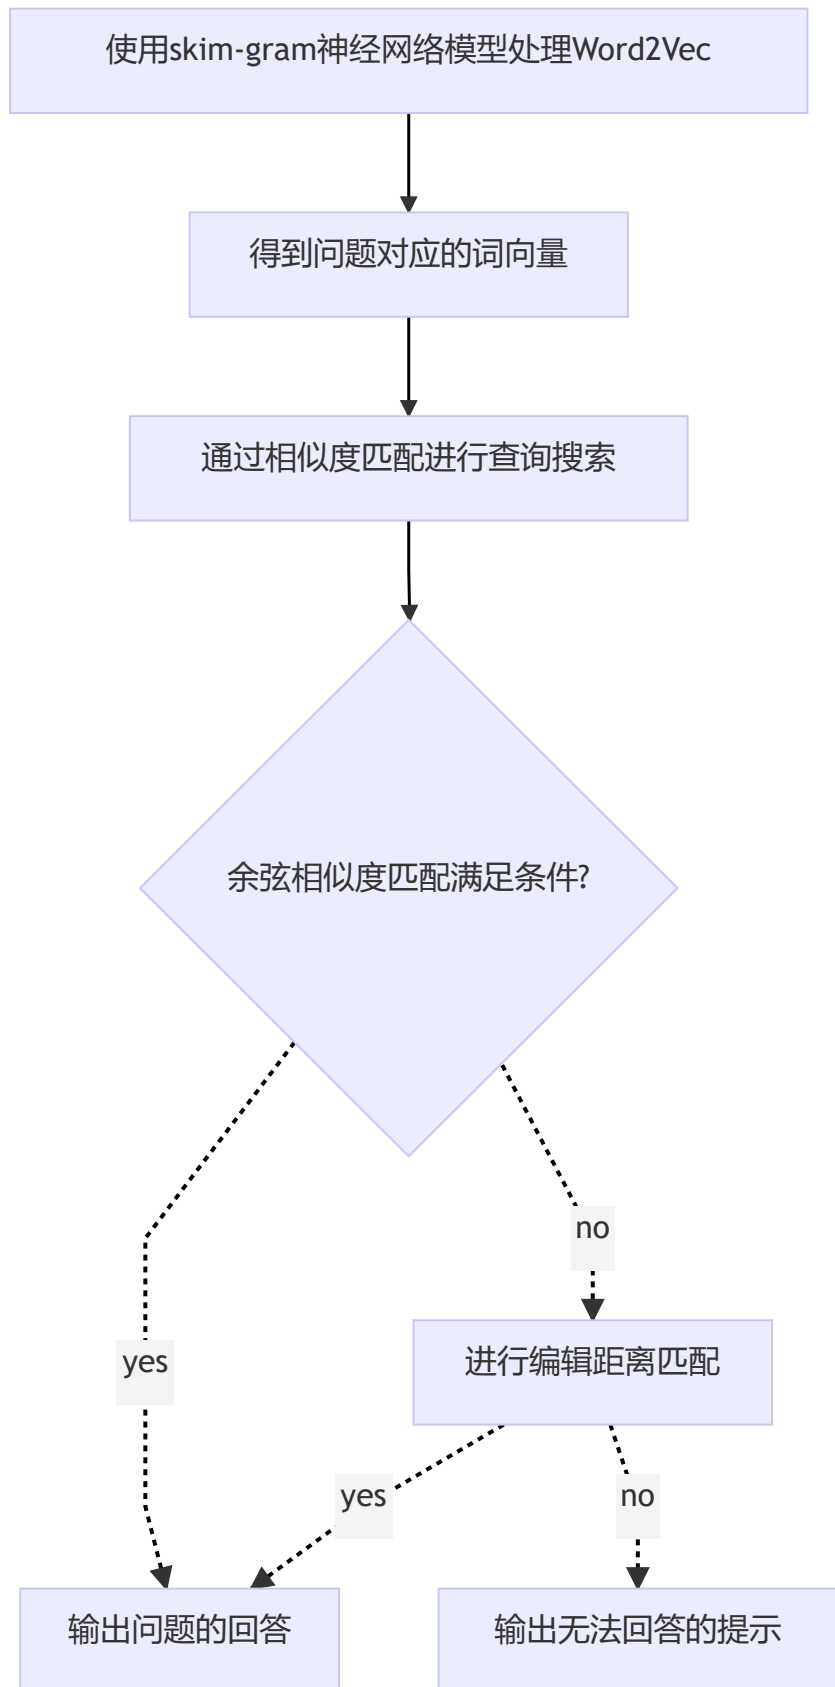 使用skim-gram神经网络模型处理Word2Vec
得到问题对应的词向量
通过相似度匹配进行查询搜索
余弦相似度匹配满足条件?
no
yes
进行编辑距离匹配
yes
no
输出问题的回答
输出无法回答的提示